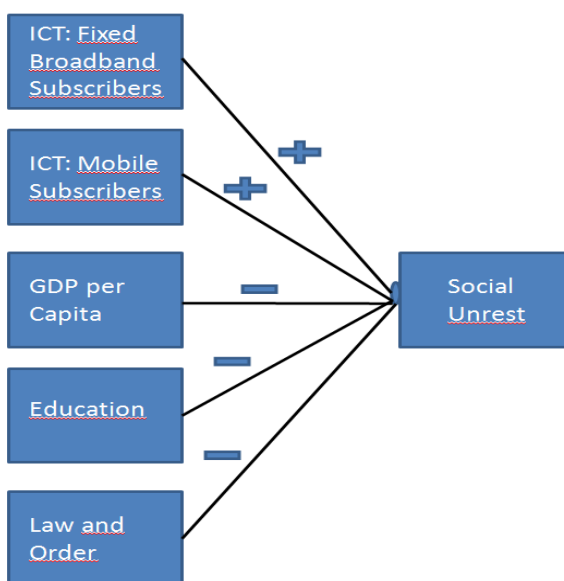 ICT: Fixed
Broadband
Subscribers
ICT: Mobile
Subscribers
GDP per
Capita
Education
Law and
Order
Social
Unrest